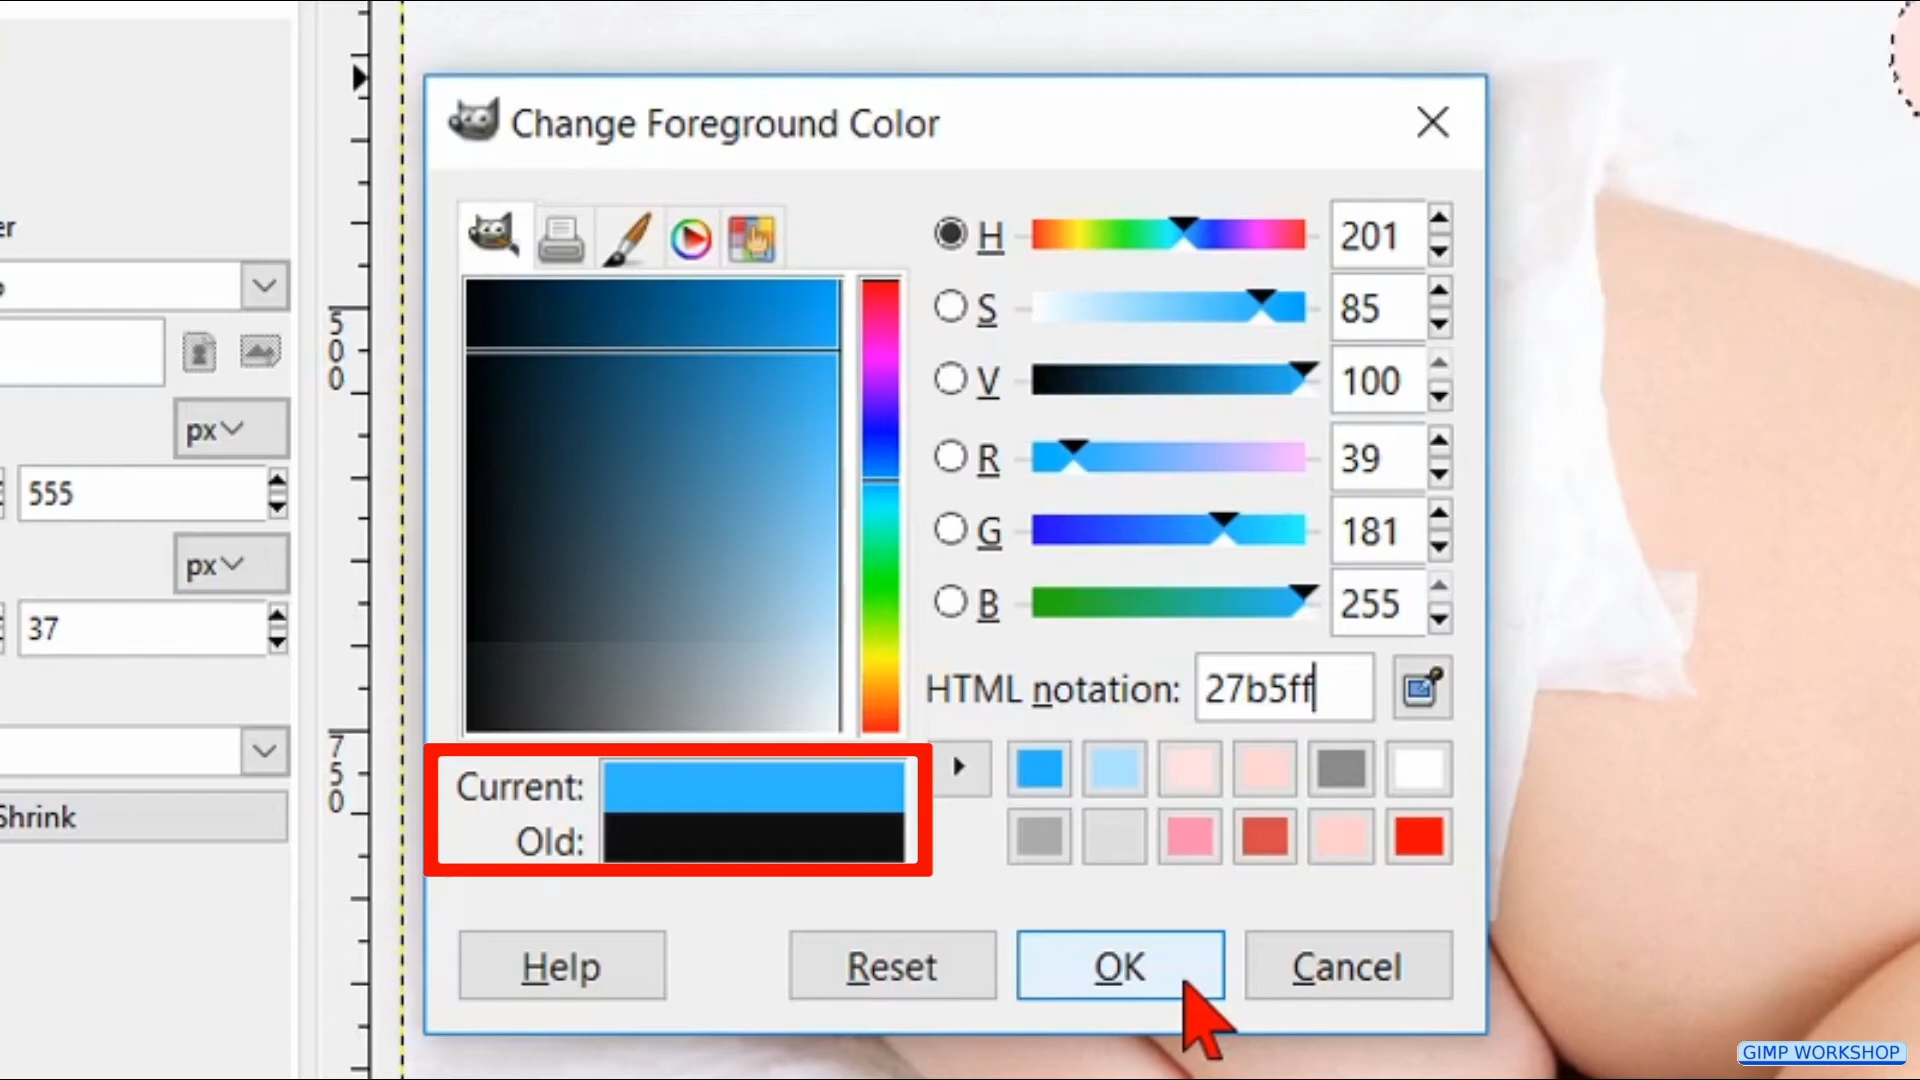 Change Foreground Color
er
H 201
S 85
500
V 100
px
R 39
555
G 181
px
B 255
37
HTML notation: 27b5ff
750
Current:
Shrink
Old:
Help Reset OK Cancel
GIMP WORKSHOP